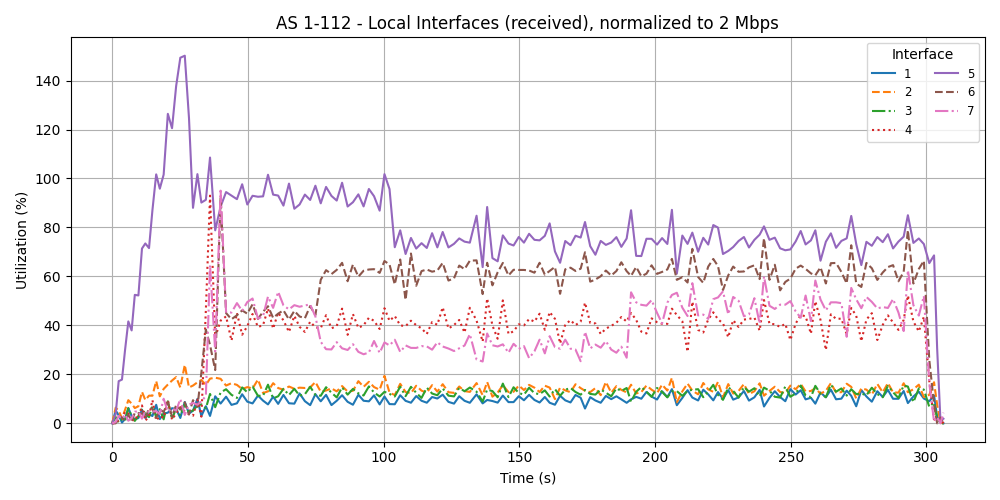 AS 1-112 - Local Interfaces (received), normalized to 2 Mbps
Utilization (%)
140
120
100
80
60
40
20
0
0 50 100 150 200 250 300
Time (s)
Interface
1 5
2 6
3 7
4